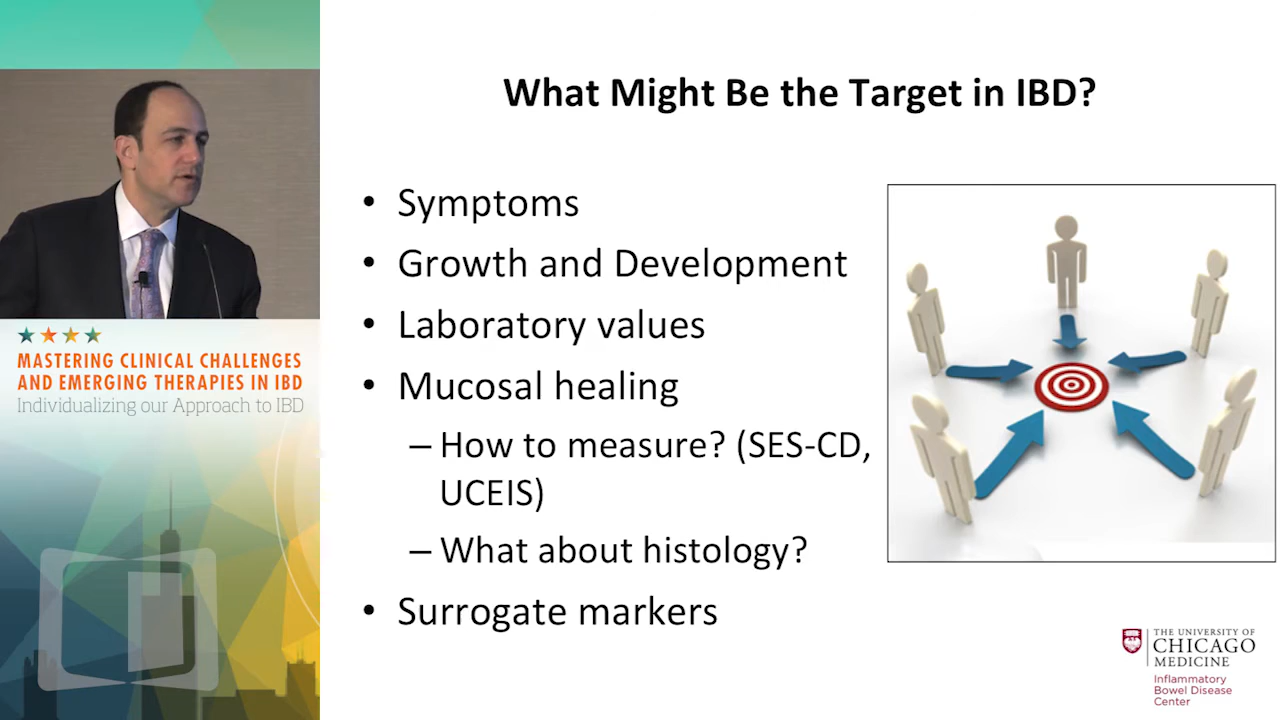 What Might Be the Target in IBD?
• Symptoms
• Growth and Development
• Laboratory values
• Mucosal healing
– How to measure? (SES-CD,
UCEIS)
– What about histology?
• Surrogate markers
MASTERING CLINICAL CHALLENGES
AND EMERGING THERAPIES IN IBD
Individualizing our Approach to IBD
THE UNIVERSITY OF
CHICAGO
MEDICINE
Inflammatory
Bowel Disease
Center